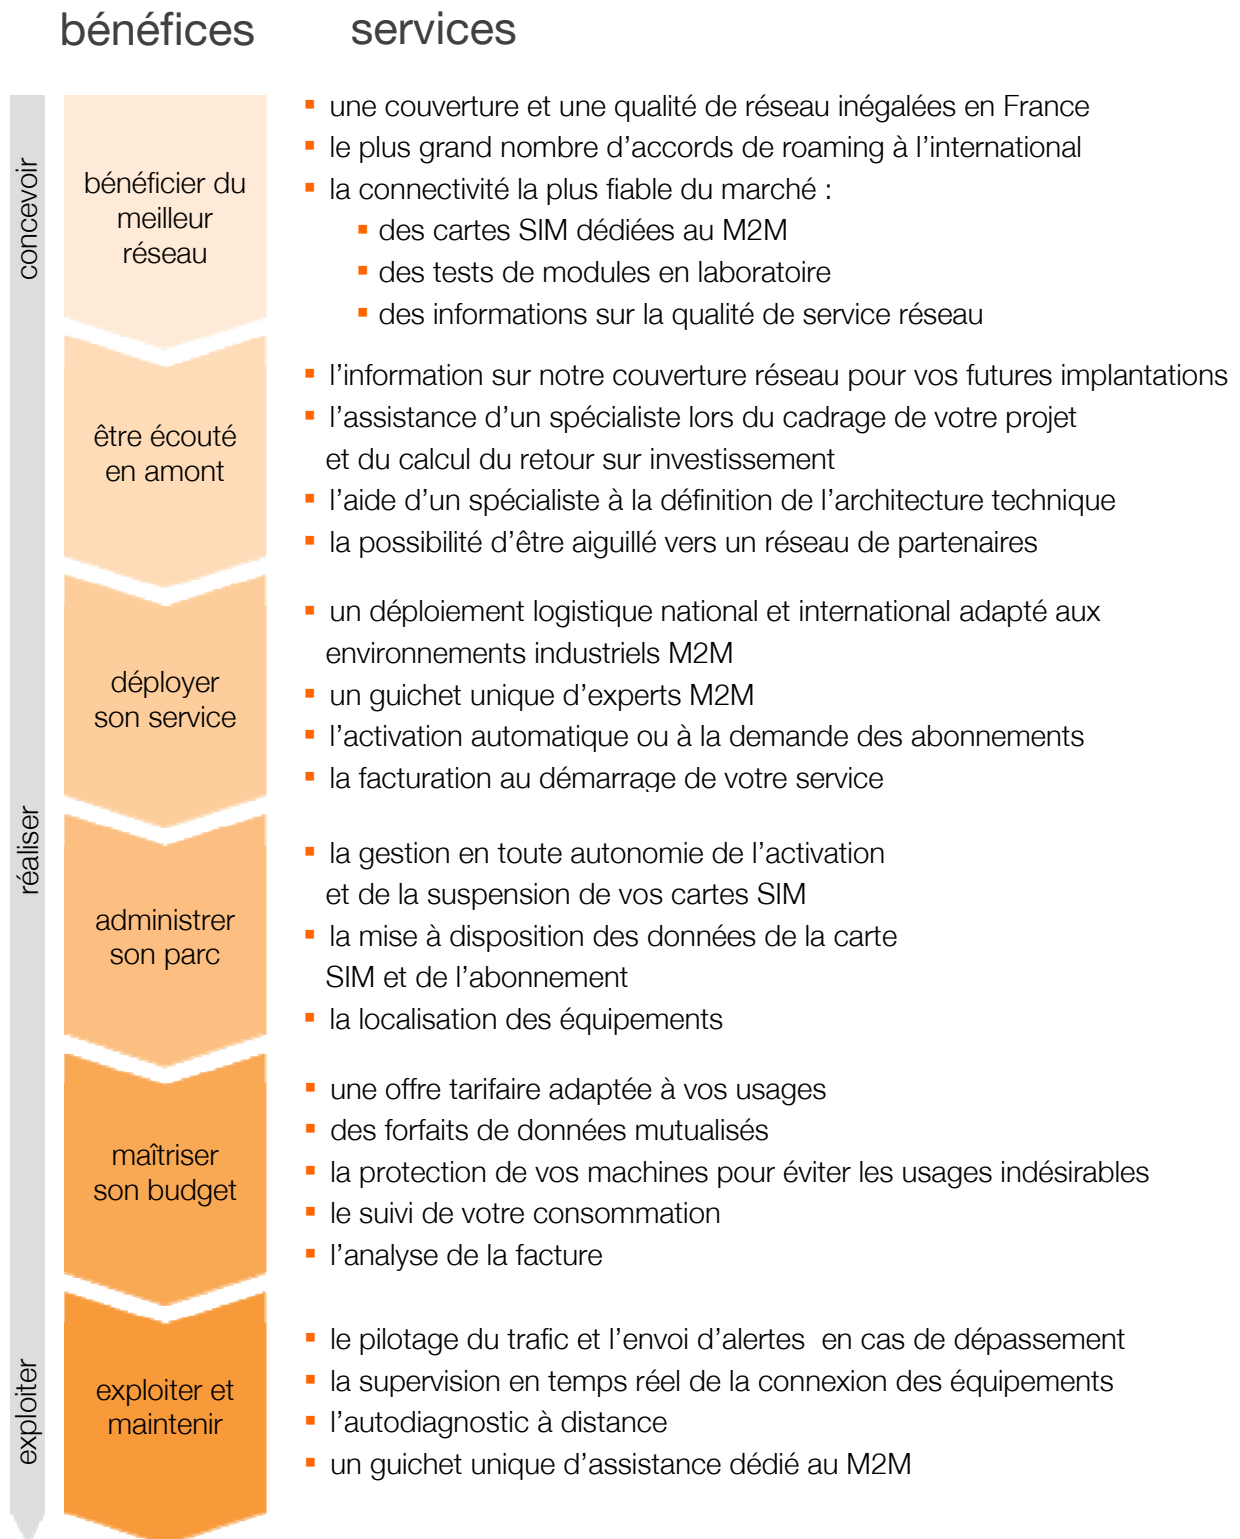 bénéfices services
concevoir
bénéficier du
meilleur
réseau
▪ une couverture et une qualité de réseau inégalées en France
▪ le plus grand nombre d’accords de roaming à l’international
▪ la connectivité la plus fiable du marché :
▪ des cartes SIM dédiées au M2M
▪ des tests de modules en laboratoire
▪ des informations sur la qualité de service réseau
être écouté
en amont
▪ l’information sur notre couverture réseau pour vos futures implantations
▪ l’assistance d’un spécialiste lors du cadrage de votre projet
et du calcul du retour sur investissement
▪ l’aide d’un spécialiste à la définition de l’architecture technique
▪ la possibilité d’être aiguillé vers un réseau de partenaires
réaliser
déployer
son service
▪ un déploiement logistique national et international adapté aux
environnements industriels M2M
▪ un guichet unique d’experts M2M
▪ l’activation automatique ou à la demande des abonnements
▪ la facturation au démarrage de votre service
administrer
son parc
▪ la gestion en toute autonomie de l’activation
et de la suspension de vos cartes SIM
▪ la mise à disposition des données de la carte
SIM et de l’abonnement
▪ la localisation des équipements
maîtriser
son budget
▪ une offre tarifaire adaptée à vos usages
▪ des forfaits de données mutualisés
▪ la protection de vos machines pour éviter les usages indésirables
▪ le suivi de votre consommation
▪ l’analyse de la facture
exploiter
exploiter et
maintenir
▪ le pilotage du trafic et l’envoi d’alertes  en cas de dépassement
▪ la supervision en temps réel de la connexion des équipements
▪ l’autodiagnostic à distance
▪ un guichet unique d’assistance dédié au M2M